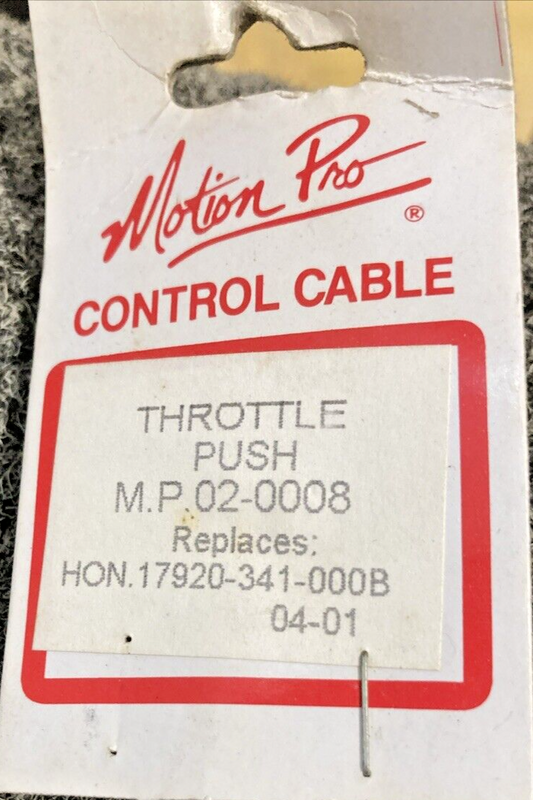 Motion Pro
®
CONTROL CABLE
THROTTLE
PUSH
M.P.02-0008
Replaces:
HON.17920-341-000B
04-01